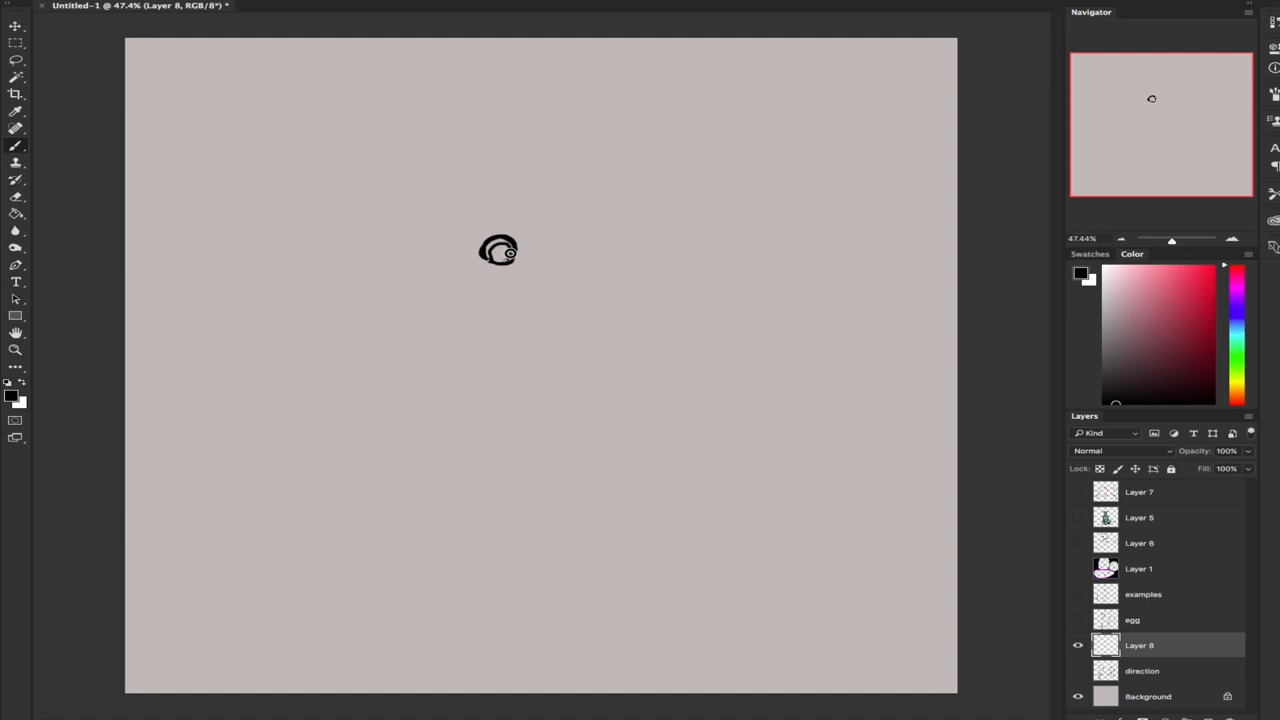 Untitled-1 @ 47.4% (Layer 8, RGB/8*) *
Navigator
47.44%
Swatches
Color
Layers
Kind
Normal
Opacity: 100%
Lock:
Fill: 100%
Layer 7
Layer 5
Layer 6
Layer 1
examples
egg
Layer 8
direction
Background